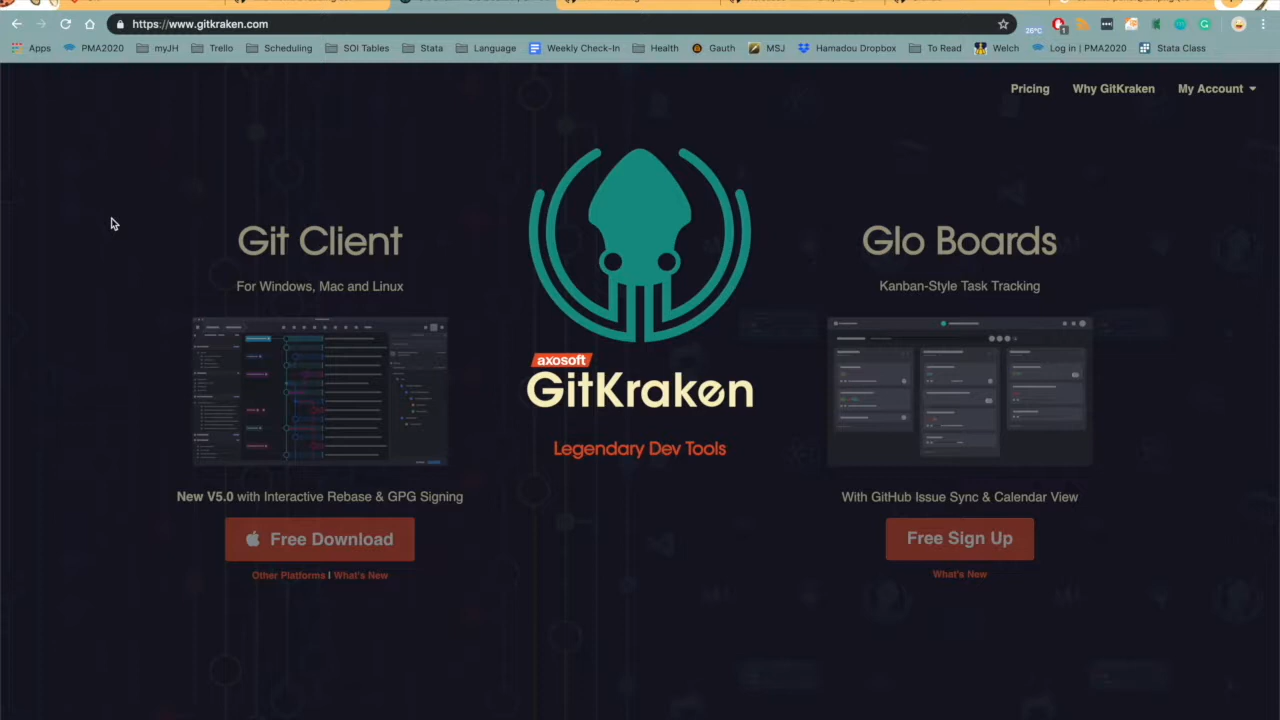 https://www.gitkraken.com
Apps PMA2020 myJH Trello Scheduling SOI Tables Stata Language Weekly Check-In Health Gauth MSJ Hamadou Dropbox To Read Welch Log in | PMA2020 Stata Class
26°C
1
Pricing Why GitKraken My Account
Git Client
For Windows, Mac and Linux
New V5.0 with Interactive Rebase & GPG Signing
Free Download
Other Platforms | What's New
axosoft
GitKraken
Legendary Dev Tools
Glo Boards
Kanban-Style Task Tracking
With GitHub Issue Sync & Calendar View
Free Sign Up
What's New